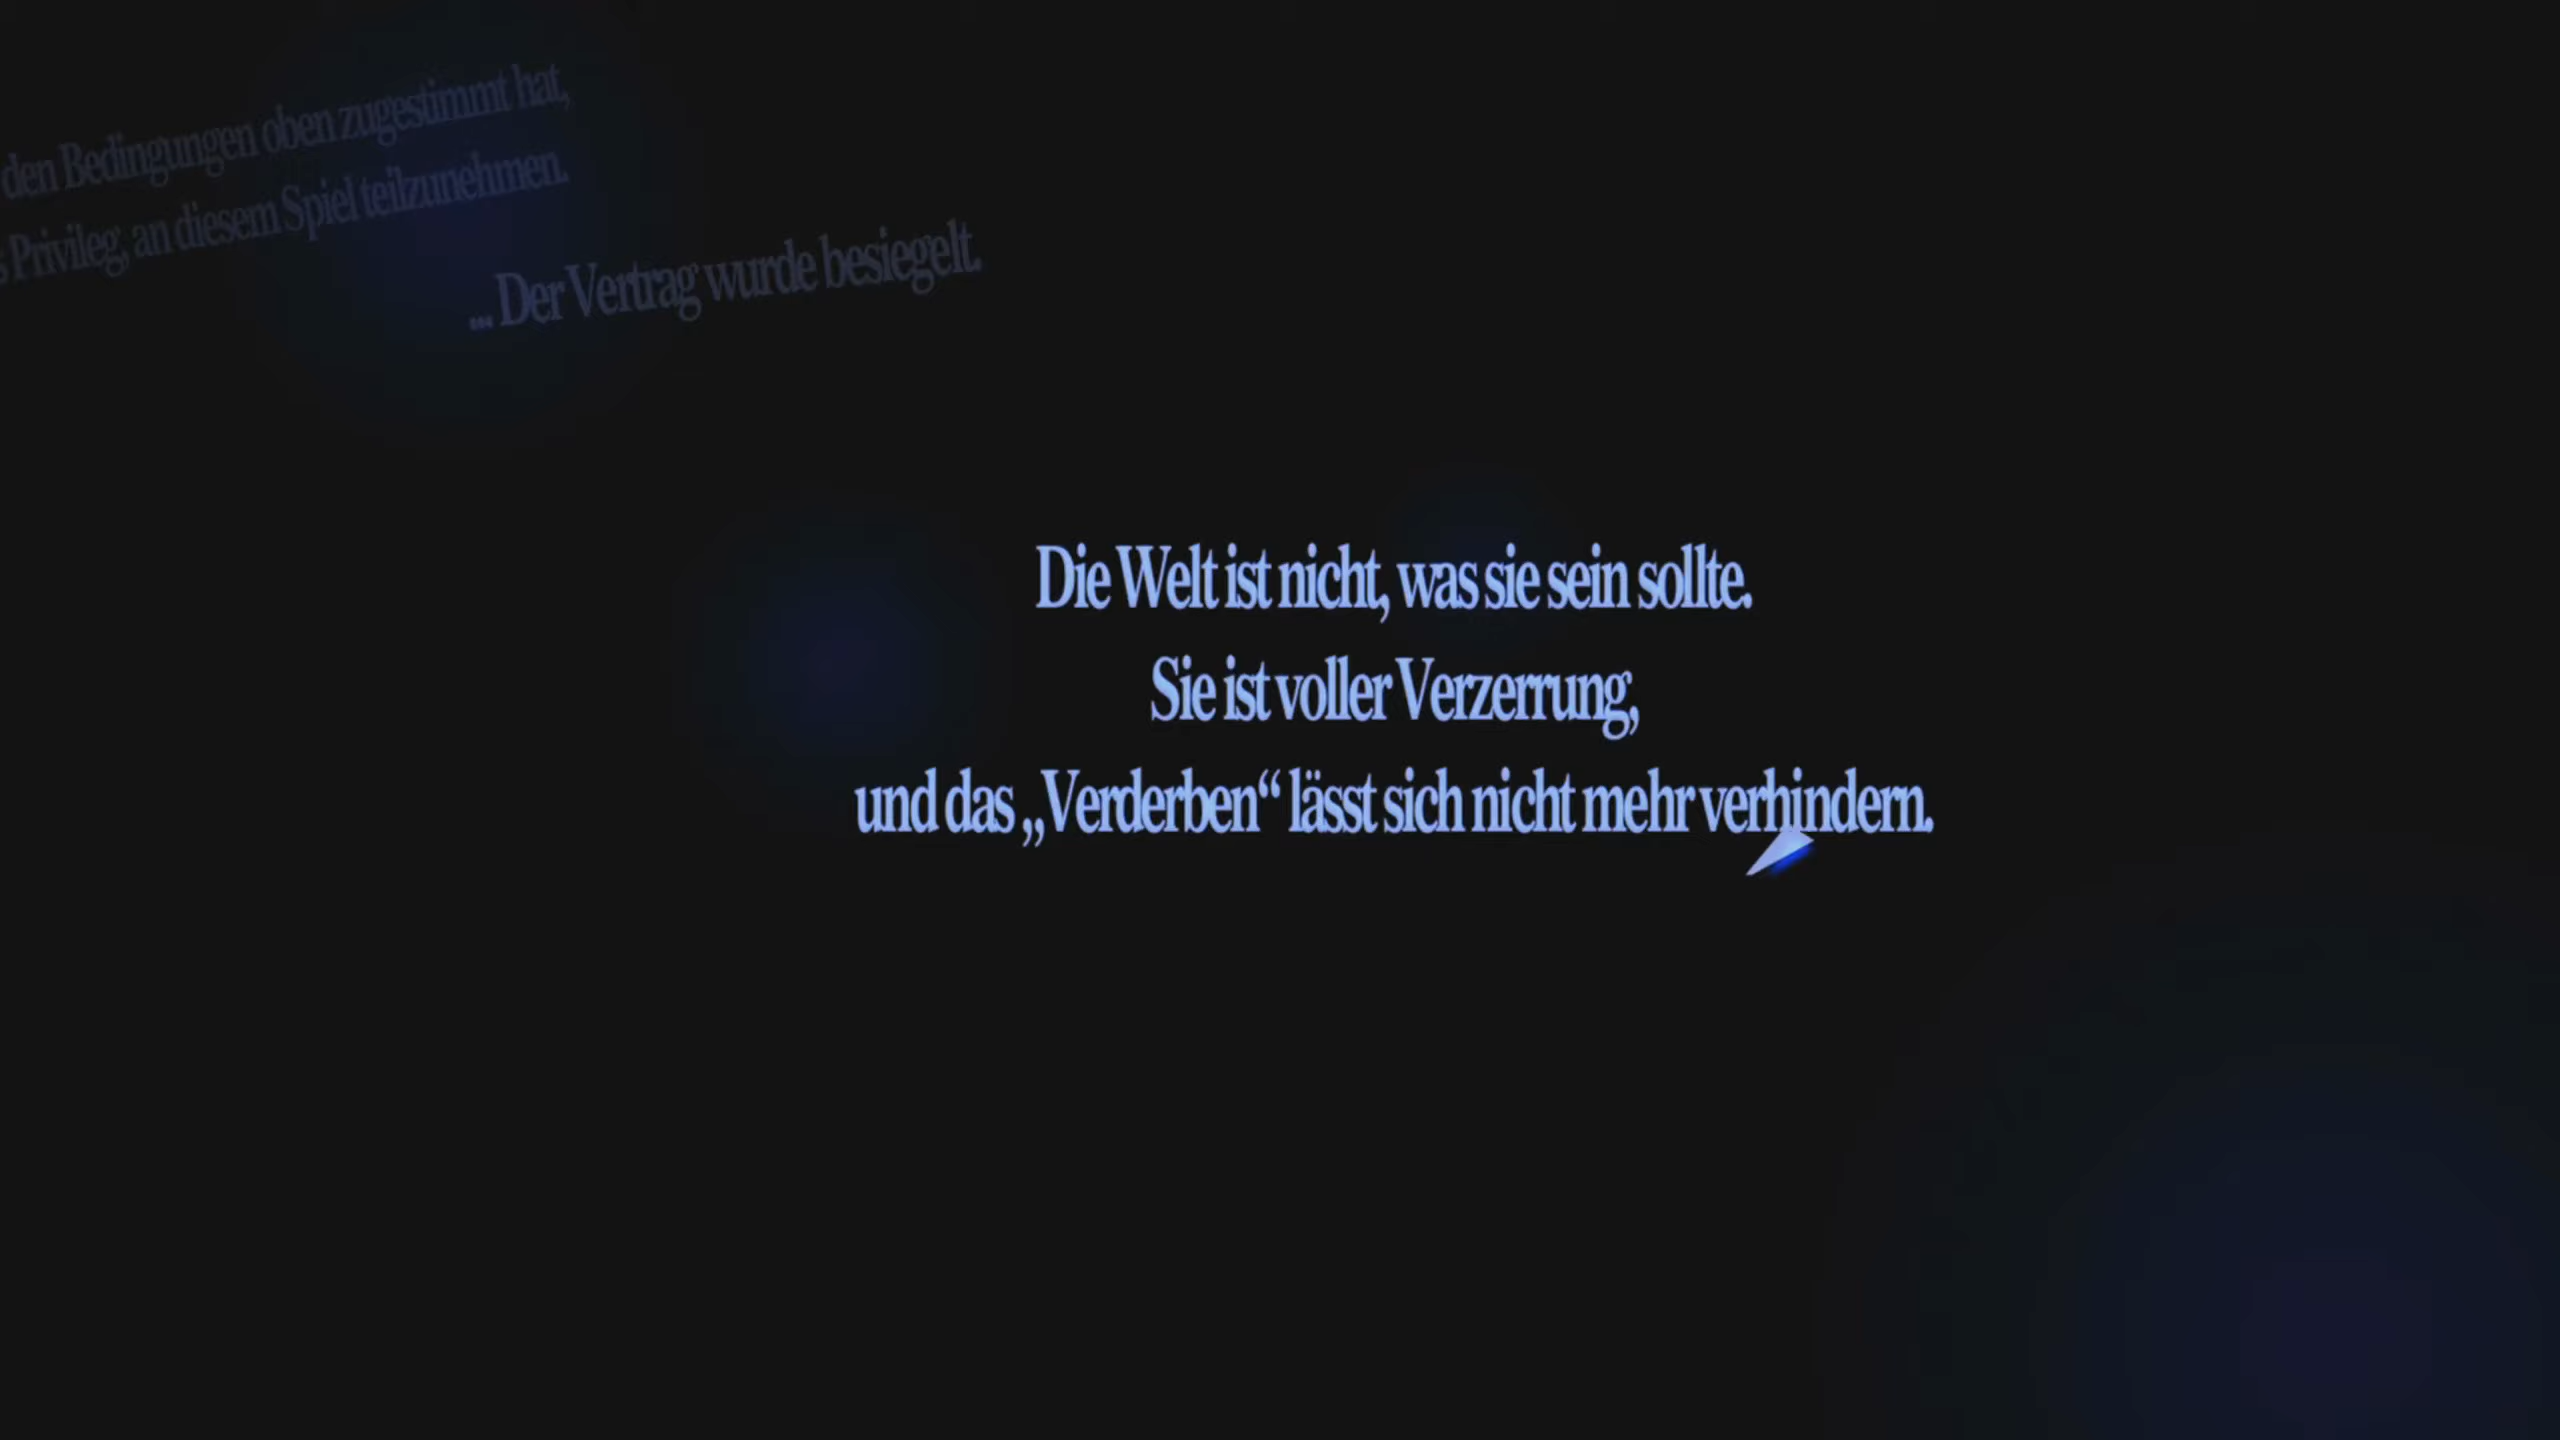 den Bedingungen oben zugestimmt hat,
Privileg, an diesem Spiel teilzunehmen.
... Der Vertrag wurde besiegelt.
Die Welt ist nicht, was sie sein sollte.
Sie ist voller Verzerrung,
und das „Verderben“ lässt sich nicht mehr verhindern.